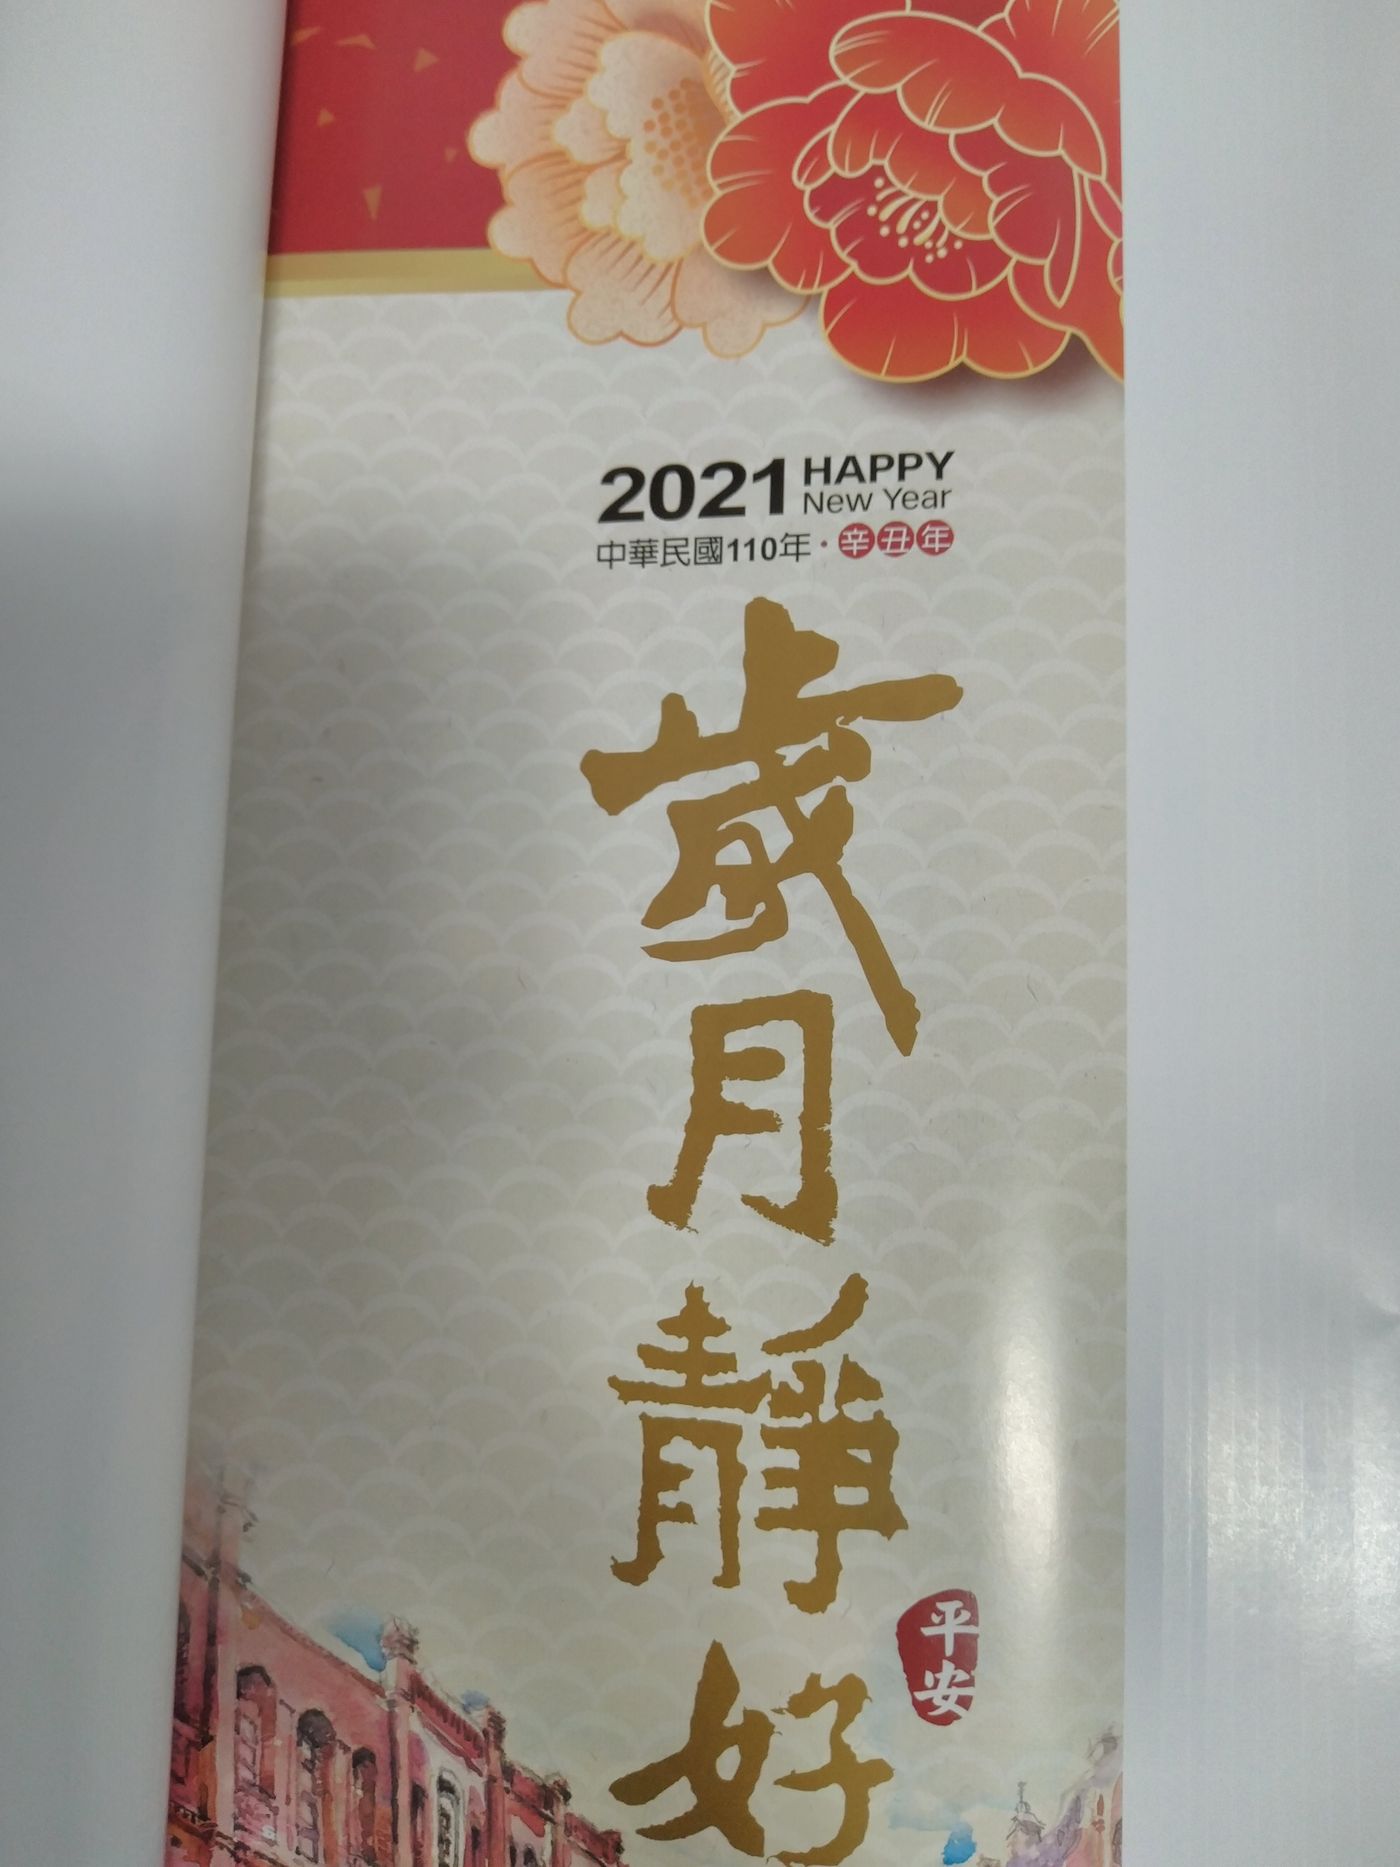 2021 HAPPY
New Year
中華民國110年·辛丑年
歲月靜好
平安